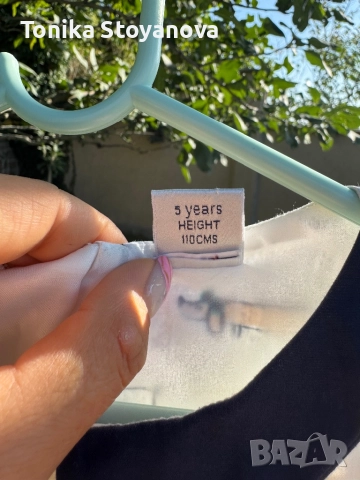 Tonika Stoyanova
5 years
HEIGHT
110CMS
BAZAR